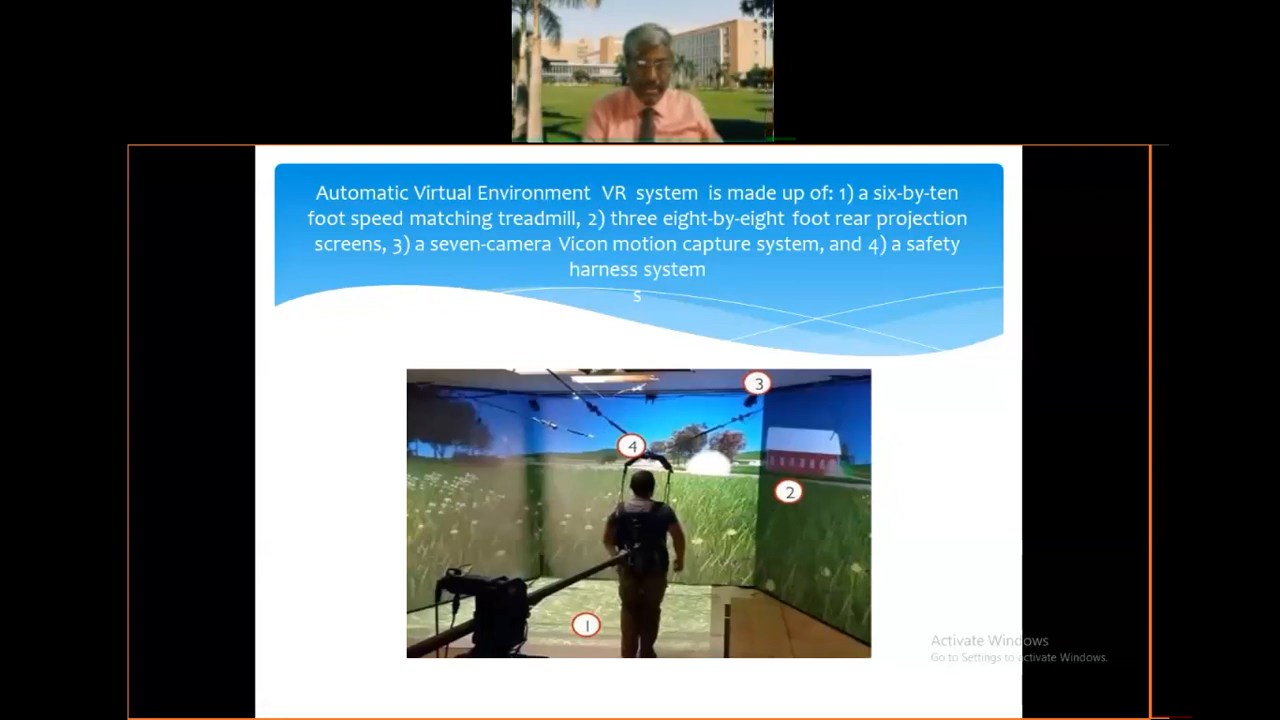 Automatic Virtual Environment VR system is made up of: 1) a six-by-ten
foot speed matching treadmill, 2) three eight-by-eight foot rear projection
screens, 3) a seven-camera Vicon motion capture system, and 4) a safety
harness system
s
3
4
2
1
Activate Windows
Go to Settings to activate Windows.